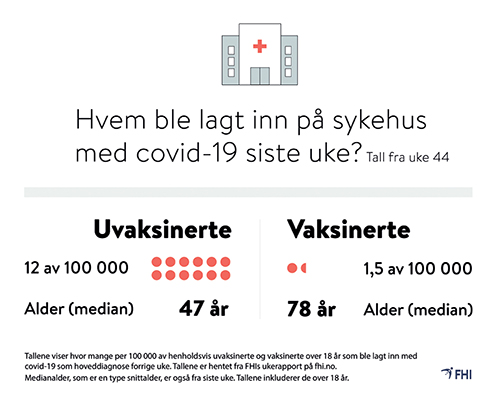 Hvem ble lagt inn på sykehus
med covid-19 siste uke? Tall fra uke 44
Uvaksinerte
12 av 100 000
Alder (median) 47 år
Vaksinerte
1,5 av 100 000
78 år Alder (median)
Tallene viser hvor mange per 100 000 av henholdsvis uvaksinerte og vaksinerte over 18 år som ble lagt inn med
covid-19 som hoveddiagnose forrige uke. Tallene er hentet fra FHIs ukerapport på fhi.no.
Medianalder, som er en type snittalder, er også fra siste uke. Tallene inkluderer de over 18 år.
FHI